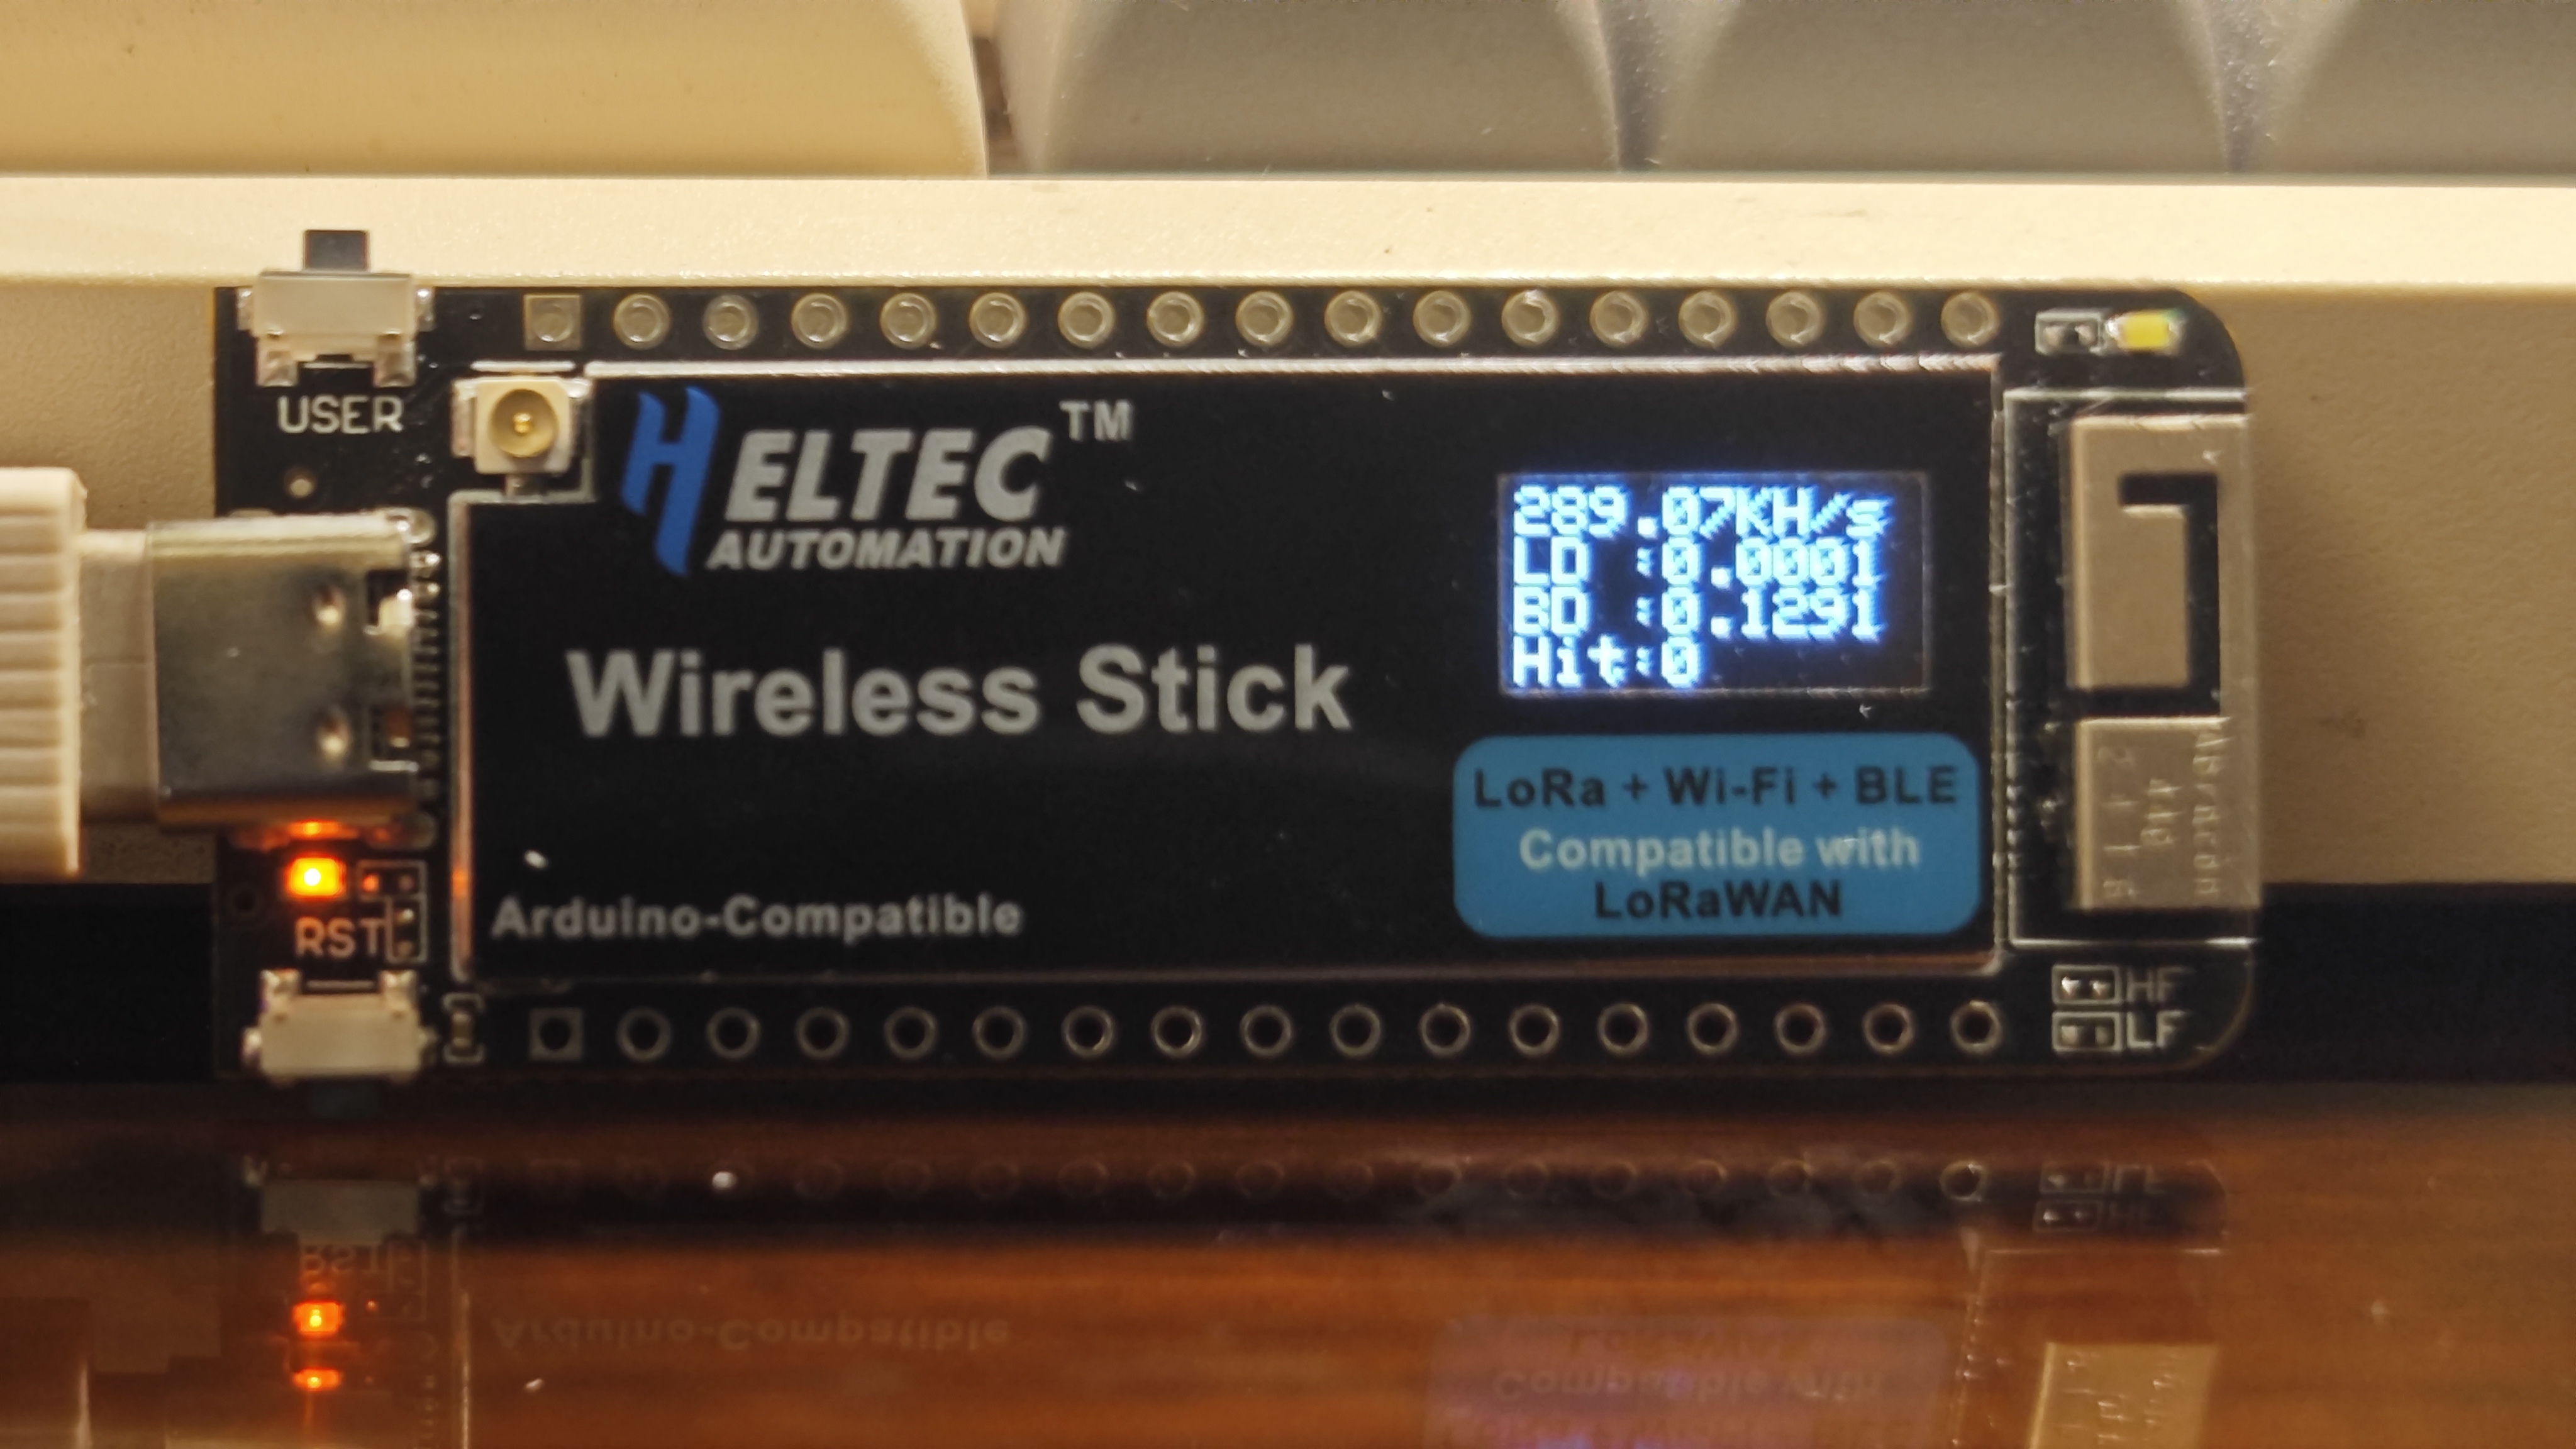 USER
HELTEC™
AUTOMATION
Wireless Stick
289.07KH/s
LD :0.0001
BD :0.1291
Hit:0
LoRa + Wi-Fi + BLE
Compatible with
LoRaWAN
Arduino-Compatible
RST
HF
LF